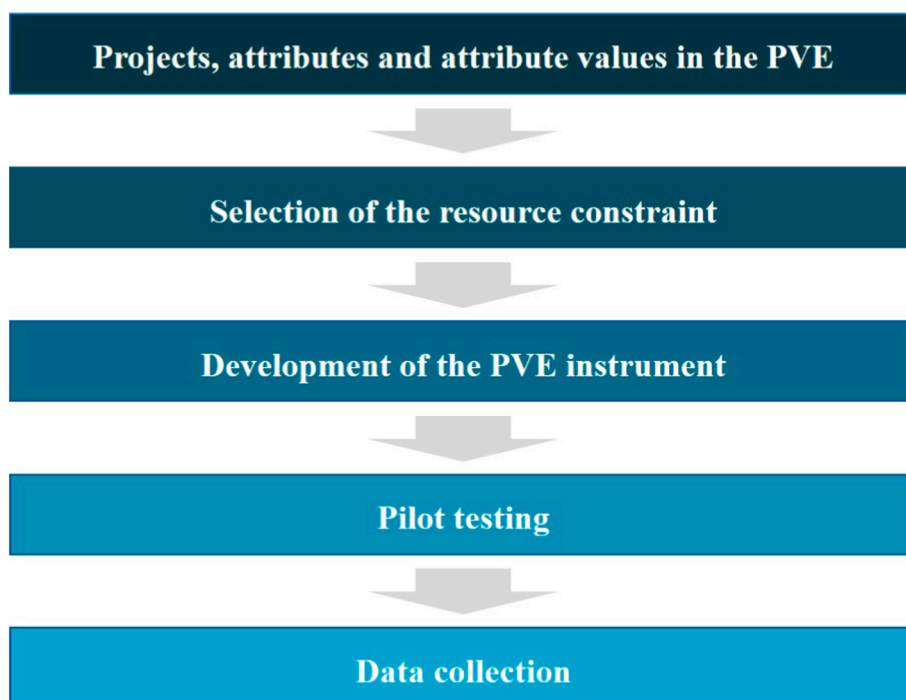 Projects, attributes and attribute values in the PVE
Selection of the resource constraint
Development of the PVE instrument
Pilot testing
Data collection